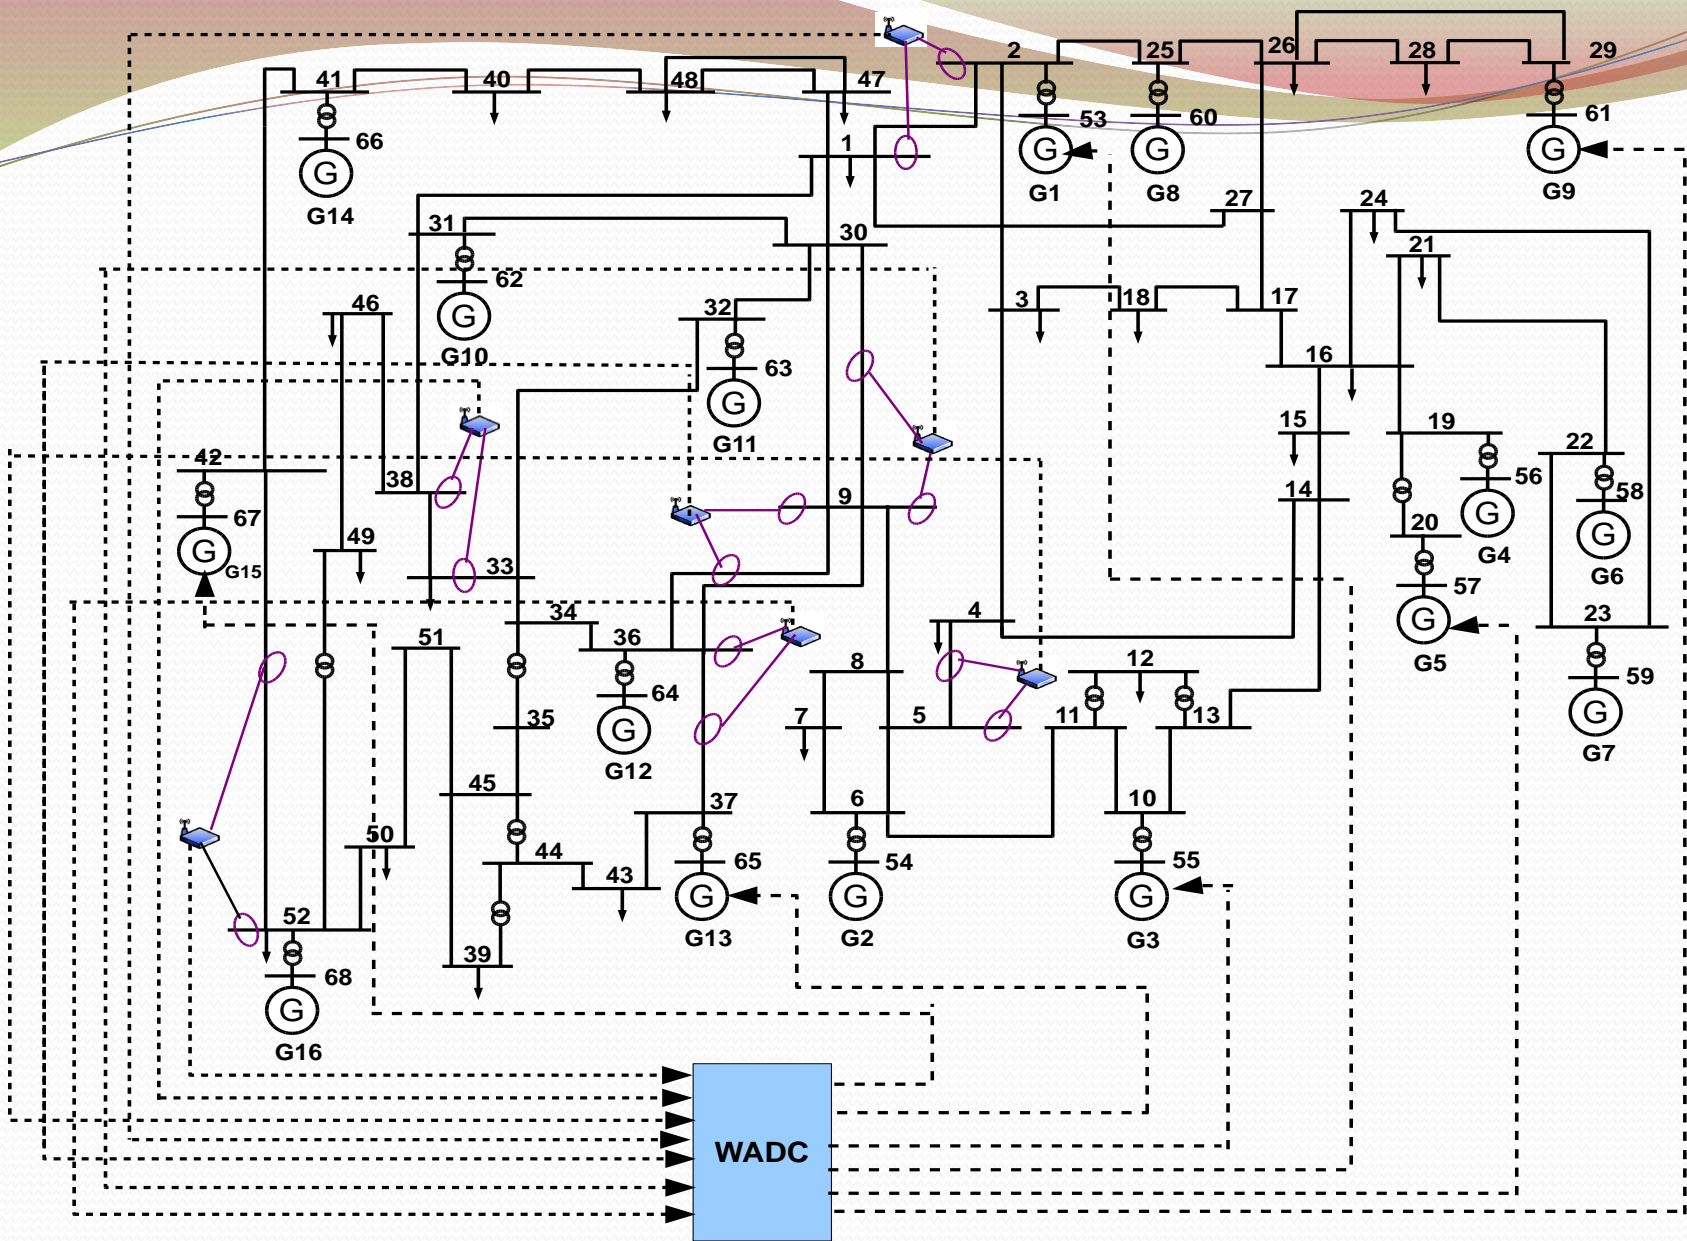 2 25 26 28 29
41 40 48 47
53 60 61
66 1
G G G G
G14 G1 G8 G9
27 24
31 30 21
62
46 32 3 18 17
G
G10 16
63
G
G11
15 19
42 38 22
9 14 56 58
67 G G
G 49 20 G4
G15 33 57 G6
34 4 23
51 36 G
G5
8 12
64 59
35 7 5 11 13 G
G G7
G12
45 37 6 10
50 44 65 54 55
43
G G G
52 G13 G2 G3
39
68
G
G16
WADC